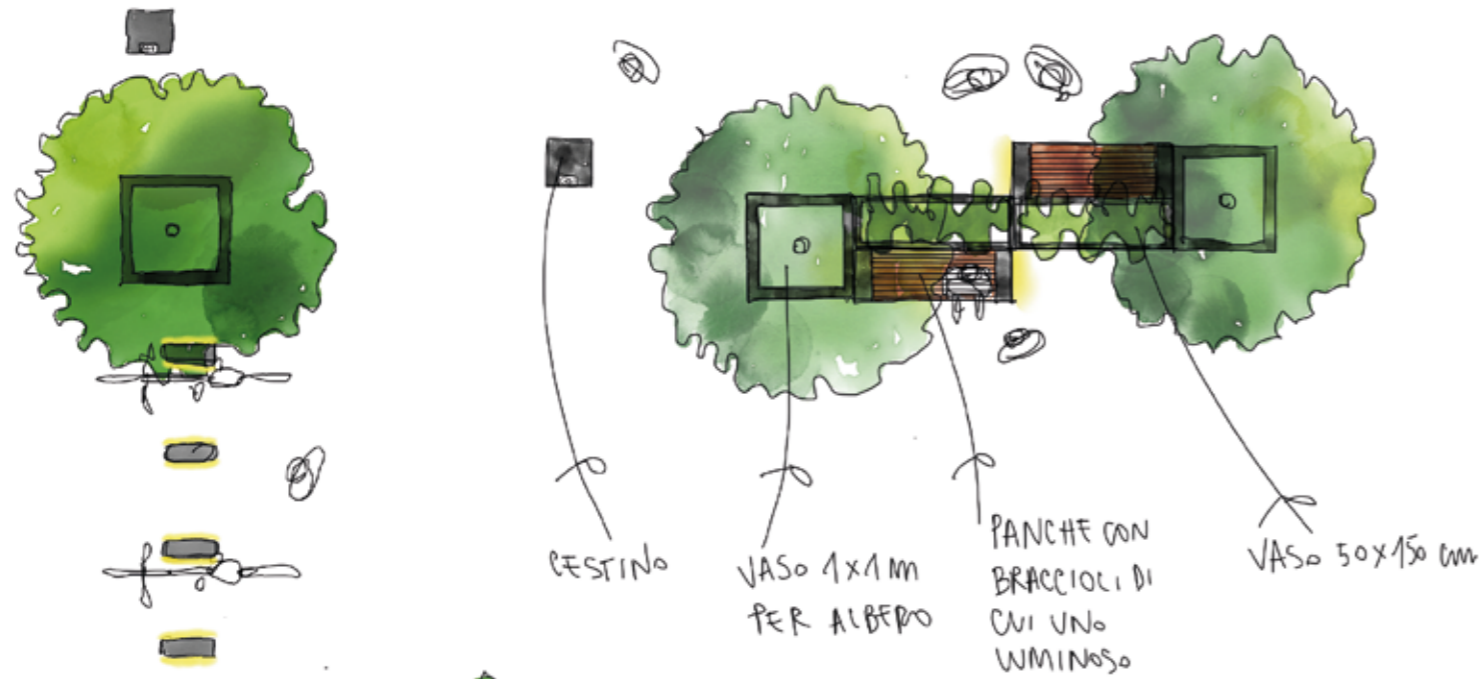 CESTINO
VASO 1x1 m
PER ALBERO
PANCHE CON
BRACCIOLI DI
CUI UNO
LUMINOSO
VASO 50x150 cm